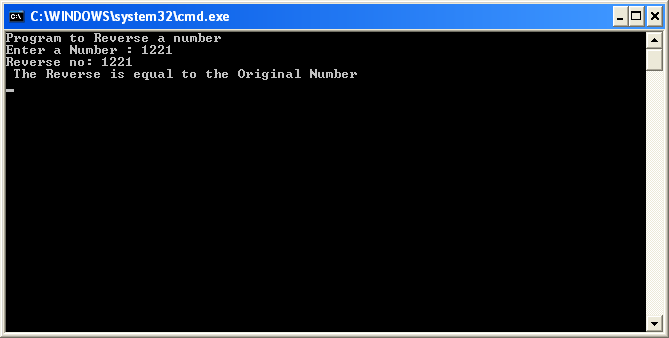 C:\WINDOWS\system32\cmd.exe
Program to Reverse a number
Enter a Number : 1221
Reverse no: 1221
The Reverse is equal to the Original Number